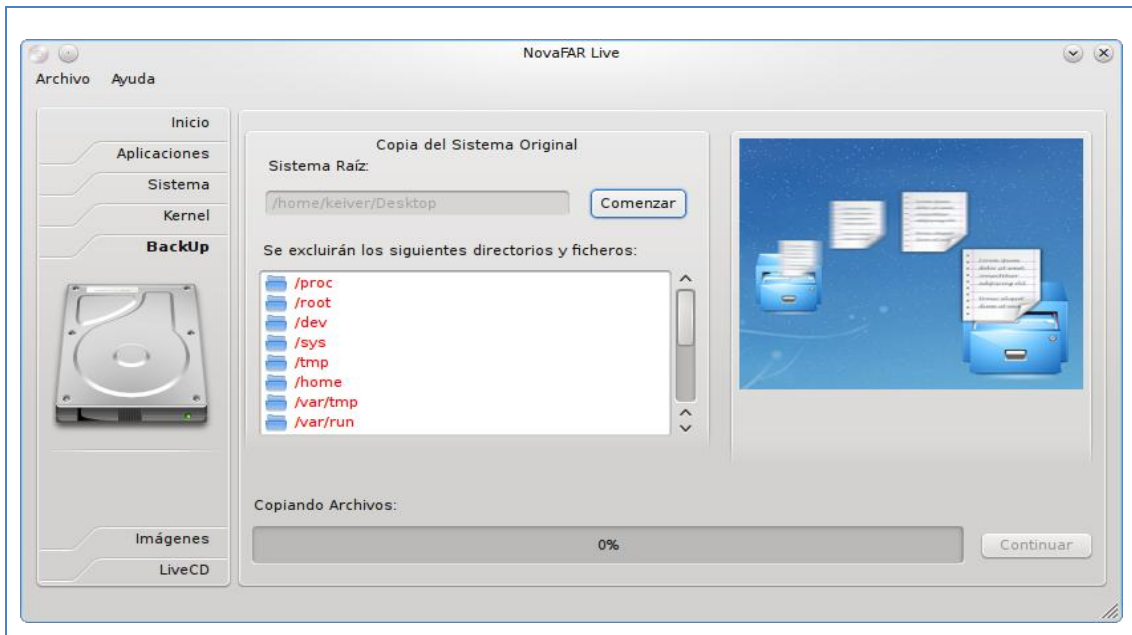 NovaFAR Live
Archivo Ayuda
Inicio
Aplicaciones
Sistema
Kernel
BackUp
Imágenes
LiveCD
Copia del Sistema Original
Sistema Raíz:
/home/keiver/Desktop
Comenzar
Se excluirán los siguientes directorios y ficheros:
/proc
/root
/dev
/sys
/tmp
/home
/var/tmp
/var/run
Copiando Archivos:
0%
Continuar